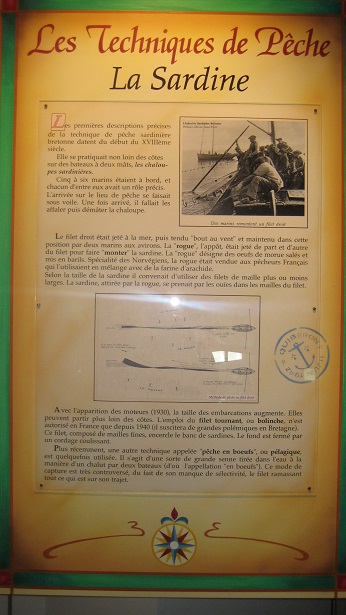 Les Techniques de Pêche
La Sardine
Les premières descriptions précises
de la technique de pêche sardinière
bretonne datent du début du XVIIIème
siècle.
Elle se pratiquait non loin des côtes
sur des bateaux à deux mâts, les chalou-
pes sardinières.
Cinq à six marins étaient à bord, et
chacun d'entre eux avait un rôle précis.
L'arrivée sur le lieu de pêche se faisait
sous voile. Une fois arrivé, il fallait les
affaler puis démâter la chaloupe.
Des marins remontent un filet droit
Le filet droit était jeté à la mer, puis tendu "bout au vent" et maintenu dans cette
position par deux marins aux avirons. La "rogue", l'appât, était jeté de part et d'autre
du filet pour faire "monter" la sardine. La "rogue" désigne des oeufs de morue salés et
mis en barils. Spécialité des Norvégiens, la rogue était vendue aux pêcheurs Français
qui l'utilisaient en mélange avec de la farine d'arachide.
Selon la taille de la sardine il convenait d'utiliser des filets de maille plus ou moins
larges. La sardine, attirée par la rogue, se prenait par les ouïes dans les mailles du filet.
Avec l'apparition des moteurs (1930), la taille des embarcations augmente. Elles
peuvent partir plus loin des côtes. L'emploi du filet tournant, ou bolinche, n'est
autorisé en France que depuis 1940 (il suscitera de grandes polémiques en Bretagne).
Ce filet, composé de mailles fines, encercle le banc de sardines. Le fond est fermé par
un cordage coulissant.
Plus récemment, une autre technique appelée "pêche en boeufs", ou pélagique,
est quelquefois utilisée. Il s'agit d'une sorte de grande senne tirée dans l'eau à la
manière d'un chalut par deux bateaux (d'où l'appellation "en boeufs"). Ce mode de
capture est très controversé, du fait de son manque de sélectivité, le filet ramassant
tout ce qui est sur son trajet.